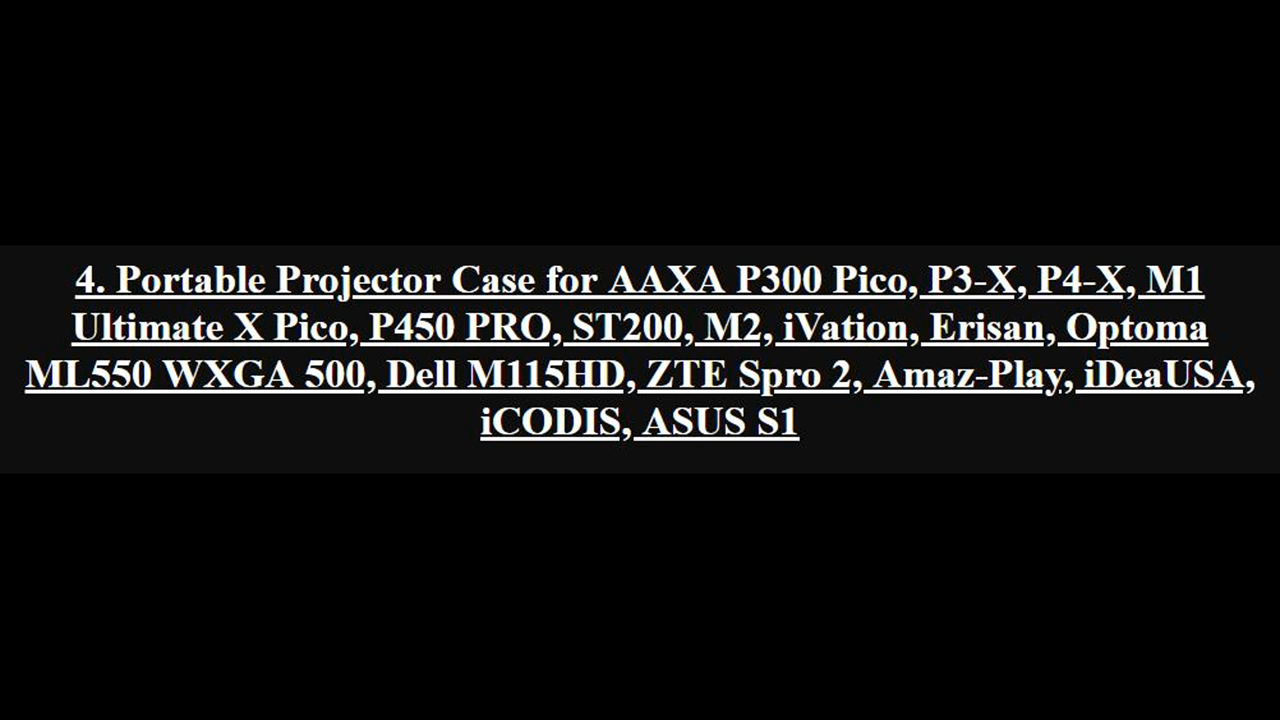 4. Portable Projector Case for AAXA P300 Pico, P3-X, P4-X, M1
Ultimate X Pico, P450 PRO, ST200, M2, iVation, Erisan, Optoma
ML550 WXGA 500, Dell M115HD, ZTE Spro 2, Amaz-Play, iDeaUSA,
iCODIS, ASUS S1